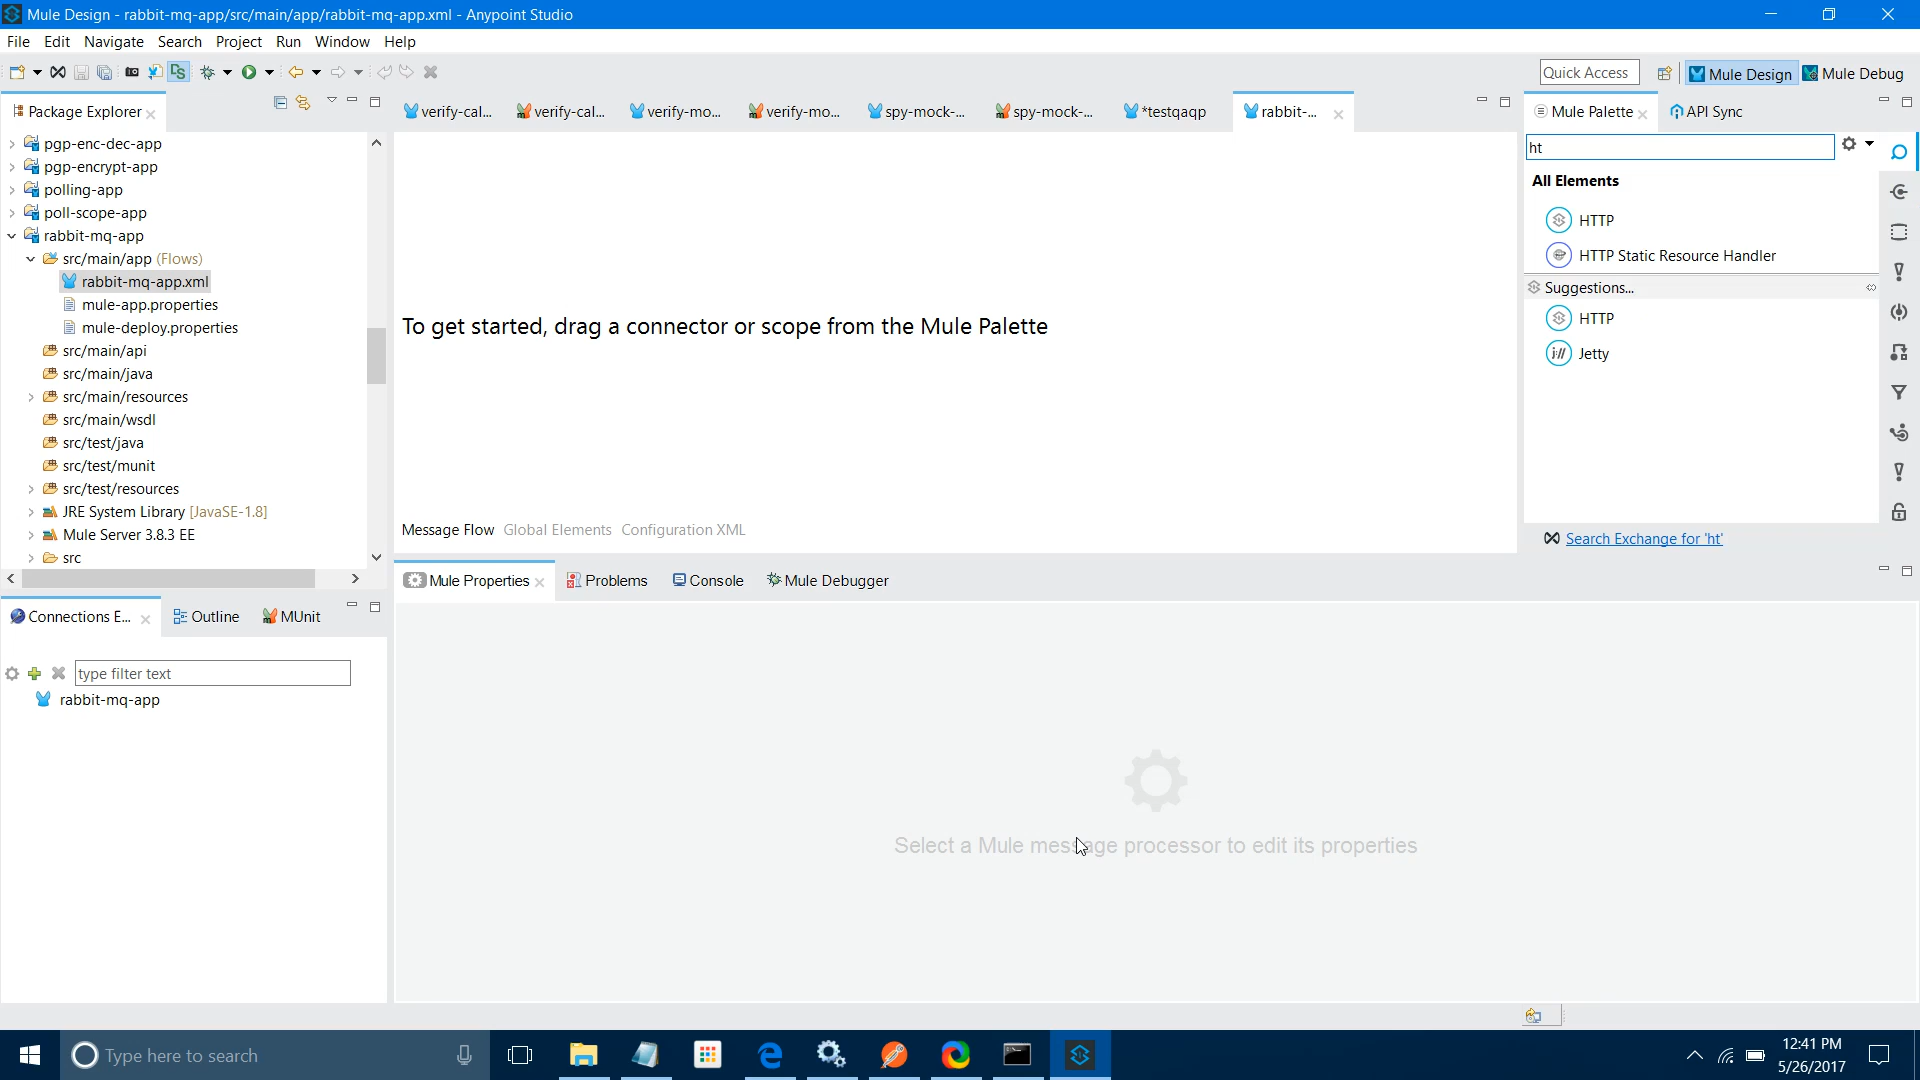 Mule Design - rabbit-mq-app/src/main/app/rabbit-mq-app.xml - Anypoint Studio
File Edit Navigate Search Project Run Window Help
Quick Access
Mule Design
Mule Debug
Package Explorer
pgp-enc-dec-app
pgp-encrypt-app
polling-app
poll-scope-app
rabbit-mq-app
src/main/app (Flows)
rabbit-mq-app.xml
mule-app.properties
mule-deploy.properties
src/main/api
src/main/java
src/main/resources
src/main/wsdl
src/test/java
src/test/munit
src/test/resources
JRE System Library [JavaSE-1.8]
Mule Server 3.8.3 EE
src
verify-cal... verify-cal... verify-mo... verify-mo... spy-mock-... spy-mock-... *testqaqp rabbit-...
To get started, drag a connector or scope from the Mule Palette
Message Flow Global Elements Configuration XML
Mule Palette API Sync
ht
All Elements
HTTP
HTTP Static Resource Handler
Suggestions...
HTTP
Jetty
Search Exchange for 'ht'
Connections E... Outline MUnit
type filter text
rabbit-mq-app
Mule Properties Problems Console Mule Debugger
Select a Mule message processor to edit its properties
Type here to search
12:41 PM
5/26/2017